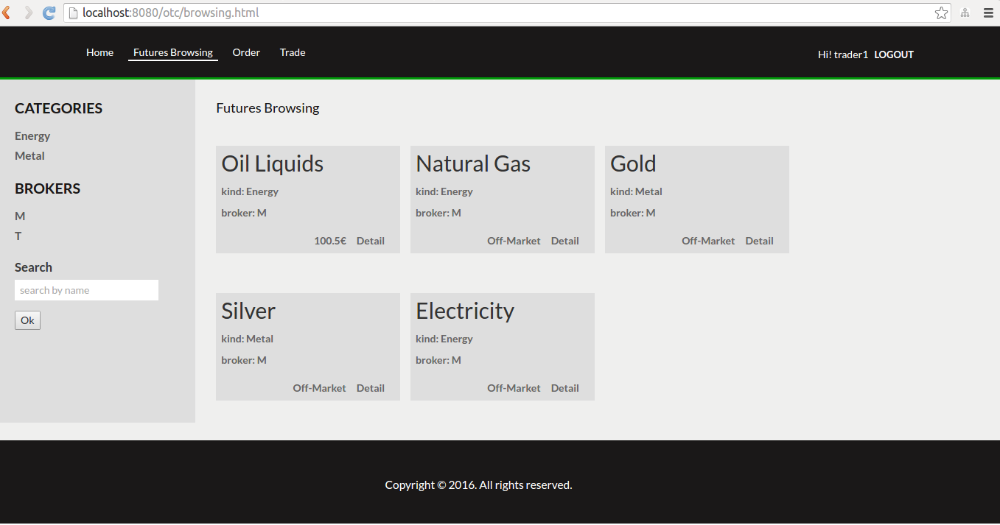 localhost:8080/otc/browsing.html
Home Futures Browsing Order Trade
Hi! trader1 LOGOUT
CATEGORIES
Energy
Metal
BROKERS
M
T
Search
search by name
Ok
Futures Browsing
Oil Liquids
kind: Energy
broker: M
100.5€ Detail
Natural Gas
kind: Energy
broker: M
Off-Market Detail
Gold
kind: Metal
broker: M
Off-Market Detail
Silver
kind: Metal
broker: M
Off-Market Detail
Electricity
kind: Energy
broker: M
Off-Market Detail
Copyright © 2016. All rights reserved.